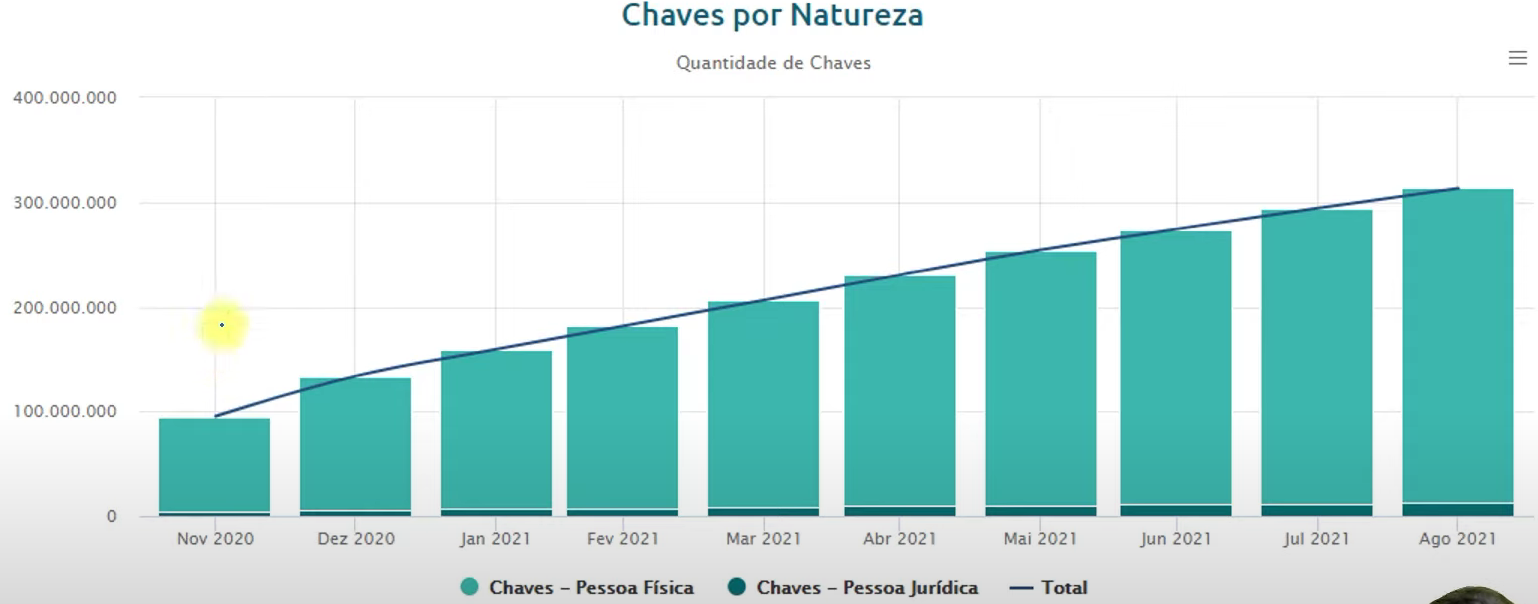 Chaves por Natureza
Quantidade de Chaves
400.000.000
300.000.000
200.000.000
100.000.000
0
Nov 2020 Dez 2020 Jan 2021 Fev 2021 Mar 2021 Abr 2021 Mai 2021 Jun 2021 Jul 2021 Ago 2021
Chaves – Pessoa Física Chaves – Pessoa Jurídica Total